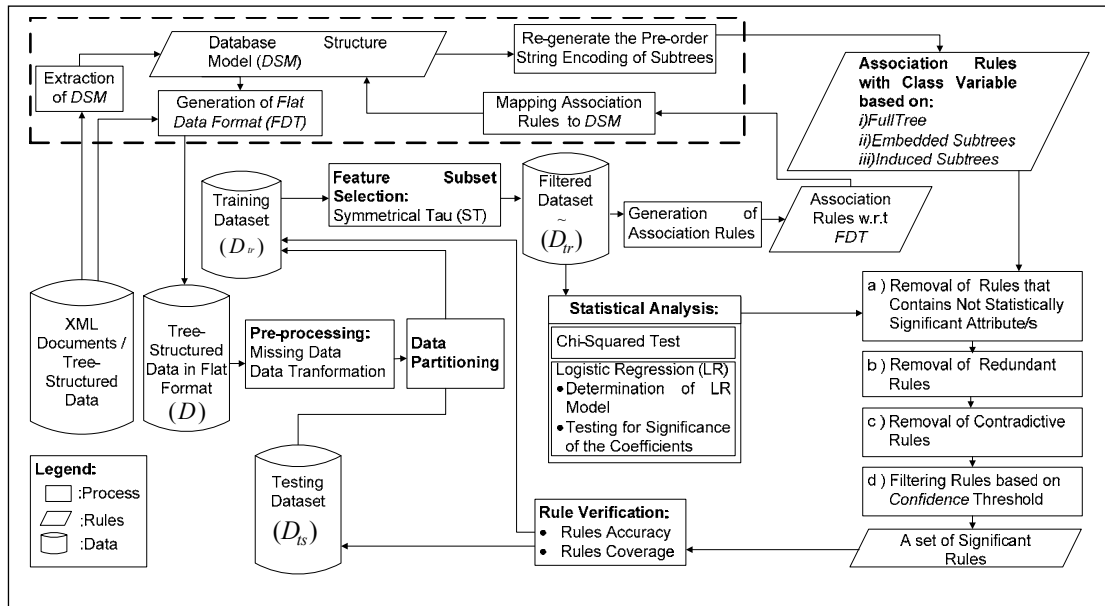 Extraction
of DSM
Database Structure
Model (DSM)
Re-generate the Pre-order
String Encoding of Subtrees
Generation of Flat
Data Format (FDT)
Mapping Association
Rules to DSM
Association Rules
with Class Variable
based on:
i)FullTree
ii)Embedded Subtrees
iii)Induced Subtrees
Training
Dataset
(D_tr)
Feature Subset
Selection:
Symmetrical Tau (ST)
Filtered
Dataset
~
(D_tr)
Generation of
Association Rules
Association
Rules w.r.t
FDT
XML
Documents /
Tree-
Structured
Data
Tree-
Structured
Data in Flat
Format
(D)
Pre-processing:
Missing Data
Data Tranformation
Data
Partitioning
Statistical Analysis:
Chi-Squared Test
Logistic Regression (LR)
● Determination of LR
Model
● Testing for Significance
of the Coefficients
a ) Removal of Rules that
Contains Not Statistically
Significant Attribute/s
b ) Removal of Redundant
Rules
c ) Removal of Contradictive
Rules
d ) Filtering Rules based on
Confidence Threshold
A set of Significant
Rules
Rule Verification:
● Rules Accuracy
● Rules Coverage
Testing
Dataset
(D_ts)
Legend:
:Process
:Rules
:Data